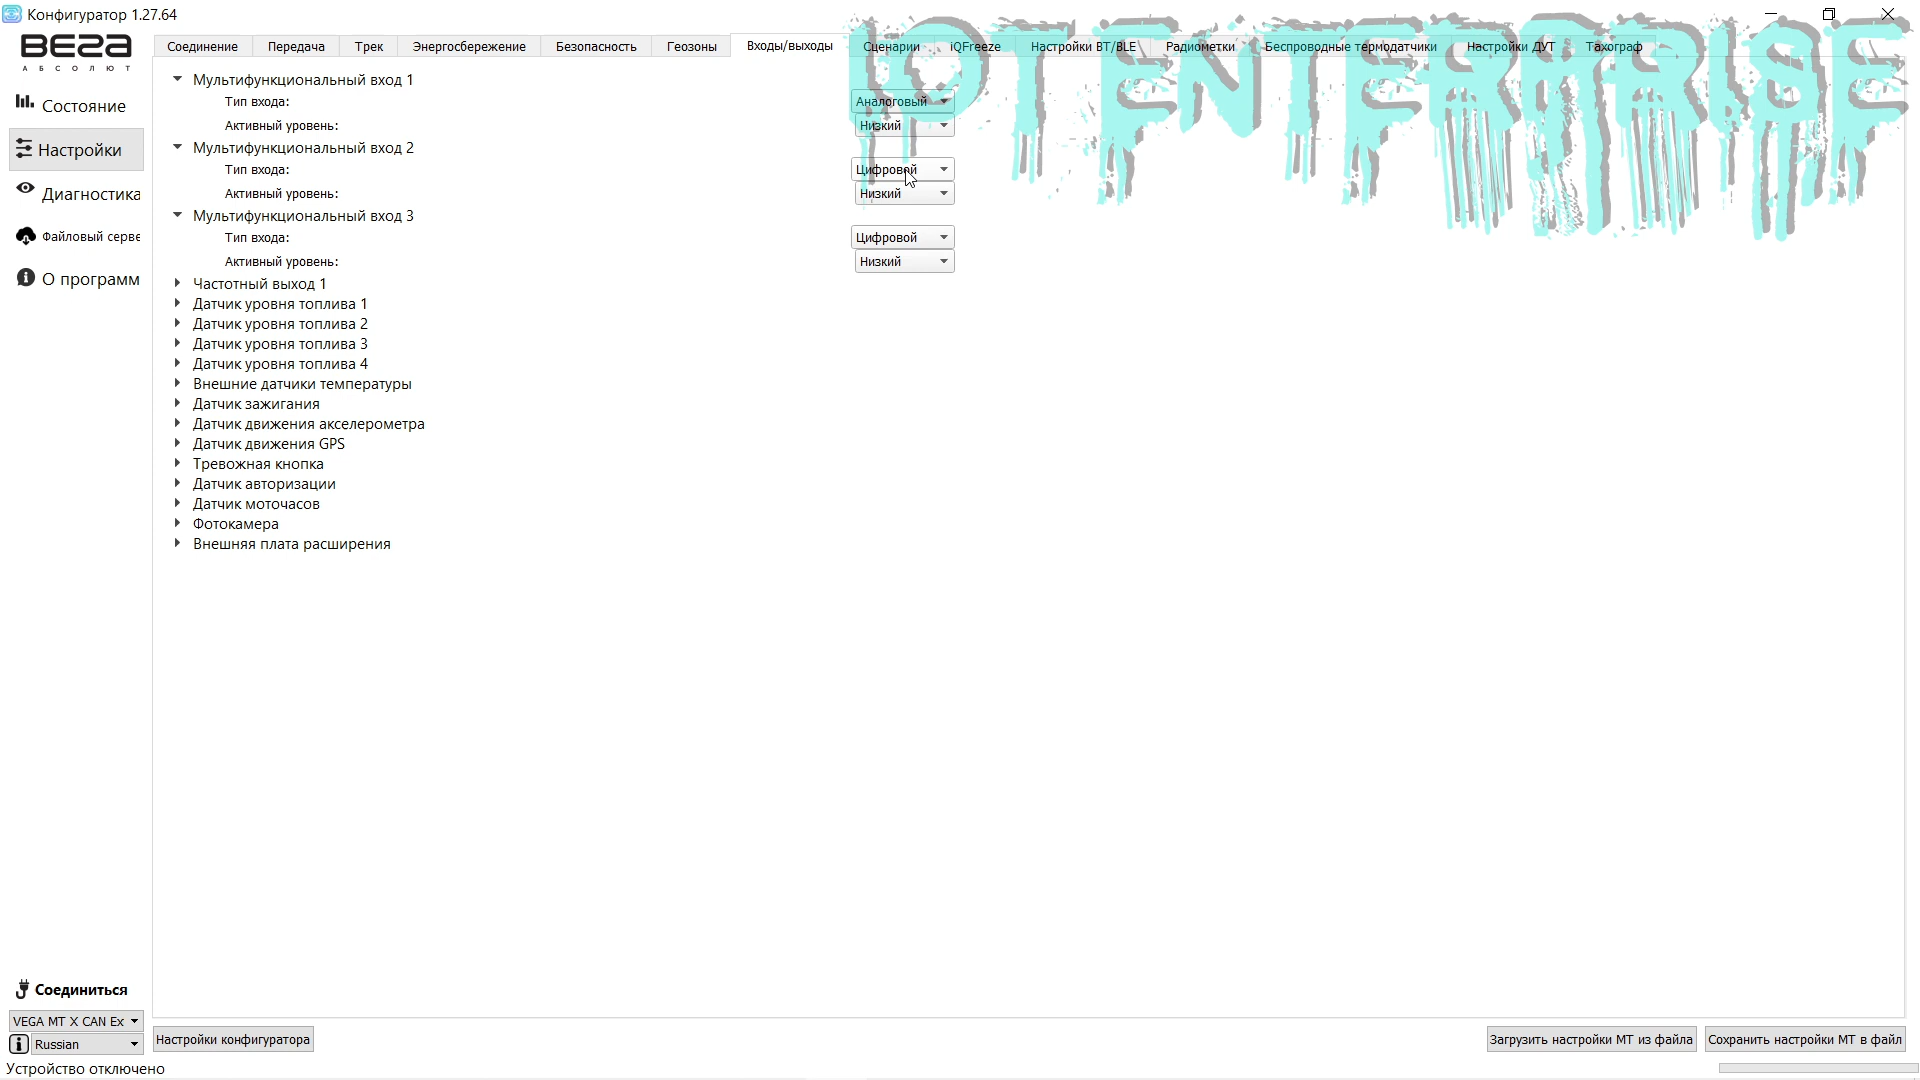 Конфигуратор 1.27.64
IOT ENTERPRISE
ВЕГА
АБСОЛЮТ
Соединение Передача Трек Энергосбережение Безопасность Геозоны Входы/выходы Сценарии iQFreeze Настройки BT/BLE Радиометки Беспроводные термодатчики Настройки ДУТ Тахограф
Состояние
Настройки
Диагностика
Файловый серве
О программ
Мультифункциональный вход 1
Тип входа: Аналоговый
Активный уровень: Низкий
Мультифункциональный вход 2
Тип входа: Цифровой
Активный уровень: Низкий
Мультифункциональный вход 3
Тип входа: Цифровой
Активный уровень: Низкий
Частотный выход 1
Датчик уровня топлива 1
Датчик уровня топлива 2
Датчик уровня топлива 3
Датчик уровня топлива 4
Внешние датчики температуры
Датчик зажигания
Датчик движения акселерометра
Датчик движения GPS
Тревожная кнопка
Датчик авторизации
Датчик моточасов
Фотокамера
Внешняя плата расширения
Соединиться
VEGA MT X CAN Ex
Russian
Настройки конфигуратора
Загрузить настройки МТ из файла Сохранить настройки МТ в файл
Устройство отключено